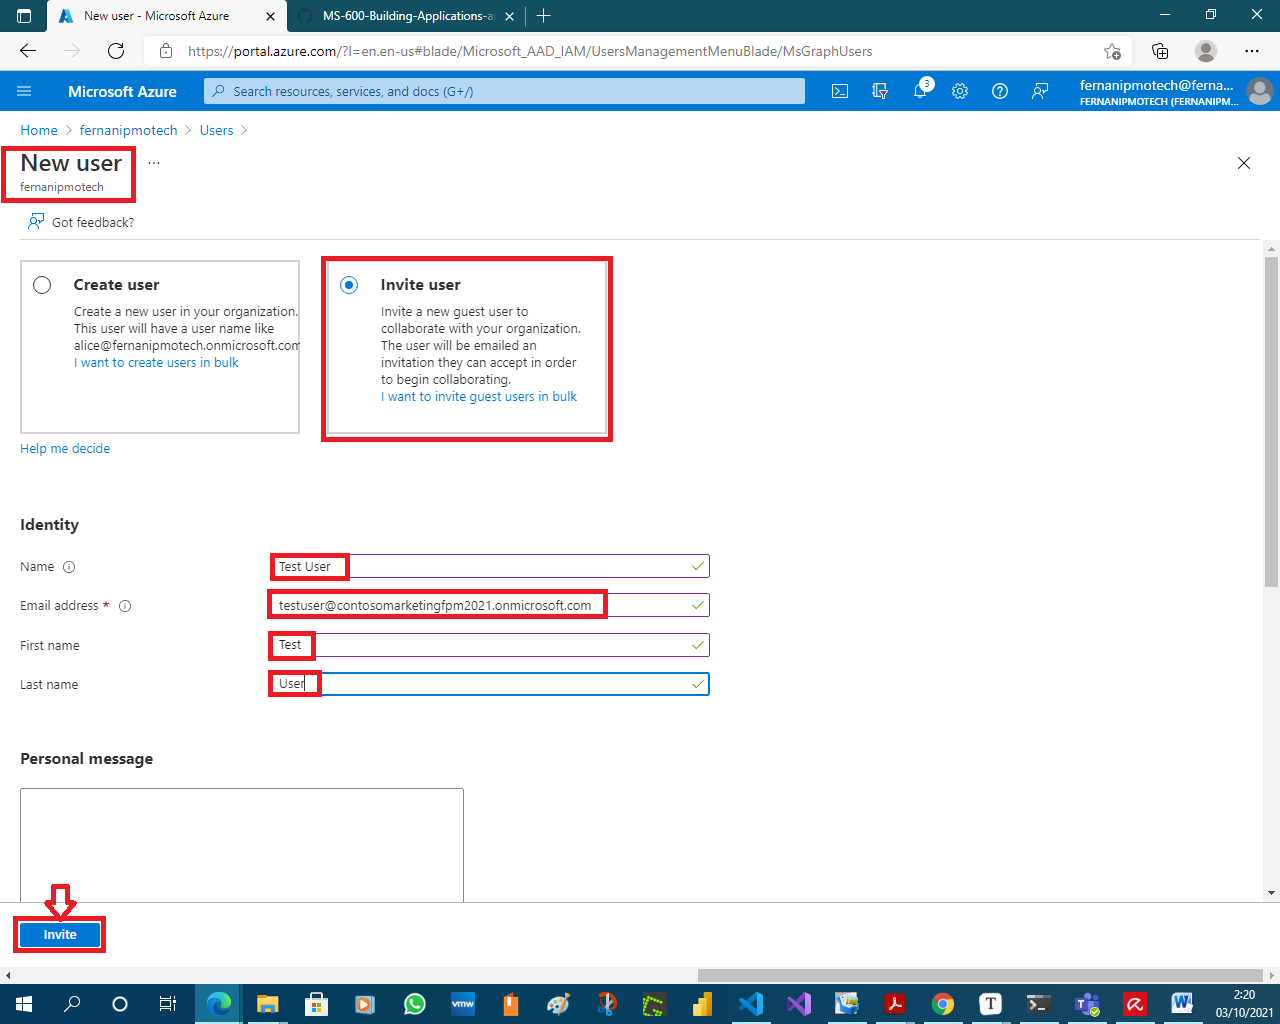 New user - Microsoft Azure
MS-600-Building-Applications-a
https://portal.azure.com/?l=en.en-us#blade/Microsoft_AAD_IAM/UsersManagementMenuBlade/MsGraphUsers
Microsoft Azure
Search resources, services, and docs (G+/)
3
fernanipmotech@ferna...
FERNANIPMOTECH (FERNANIPM...
Home > fernanipmotech > Users >
New user ...
fernanipmotech
Got feedback?
Create user
Create a new user in your organization.
This user will have a user name like
alice@fernanipmotech.onmicrosoft.com
I want to create users in bulk
Invite user
Invite a new guest user to
collaborate with your organization.
The user will be emailed an
invitation they can accept in order
to begin collaborating.
I want to invite guest users in bulk
Help me decide
Identity
Name
Test User
Email address *
testuser@contosomarketingfpm2021.onmicrosoft.com
First name
Test
Last name
User
Personal message
Invite
vmw
T
2:20
03/10/2021